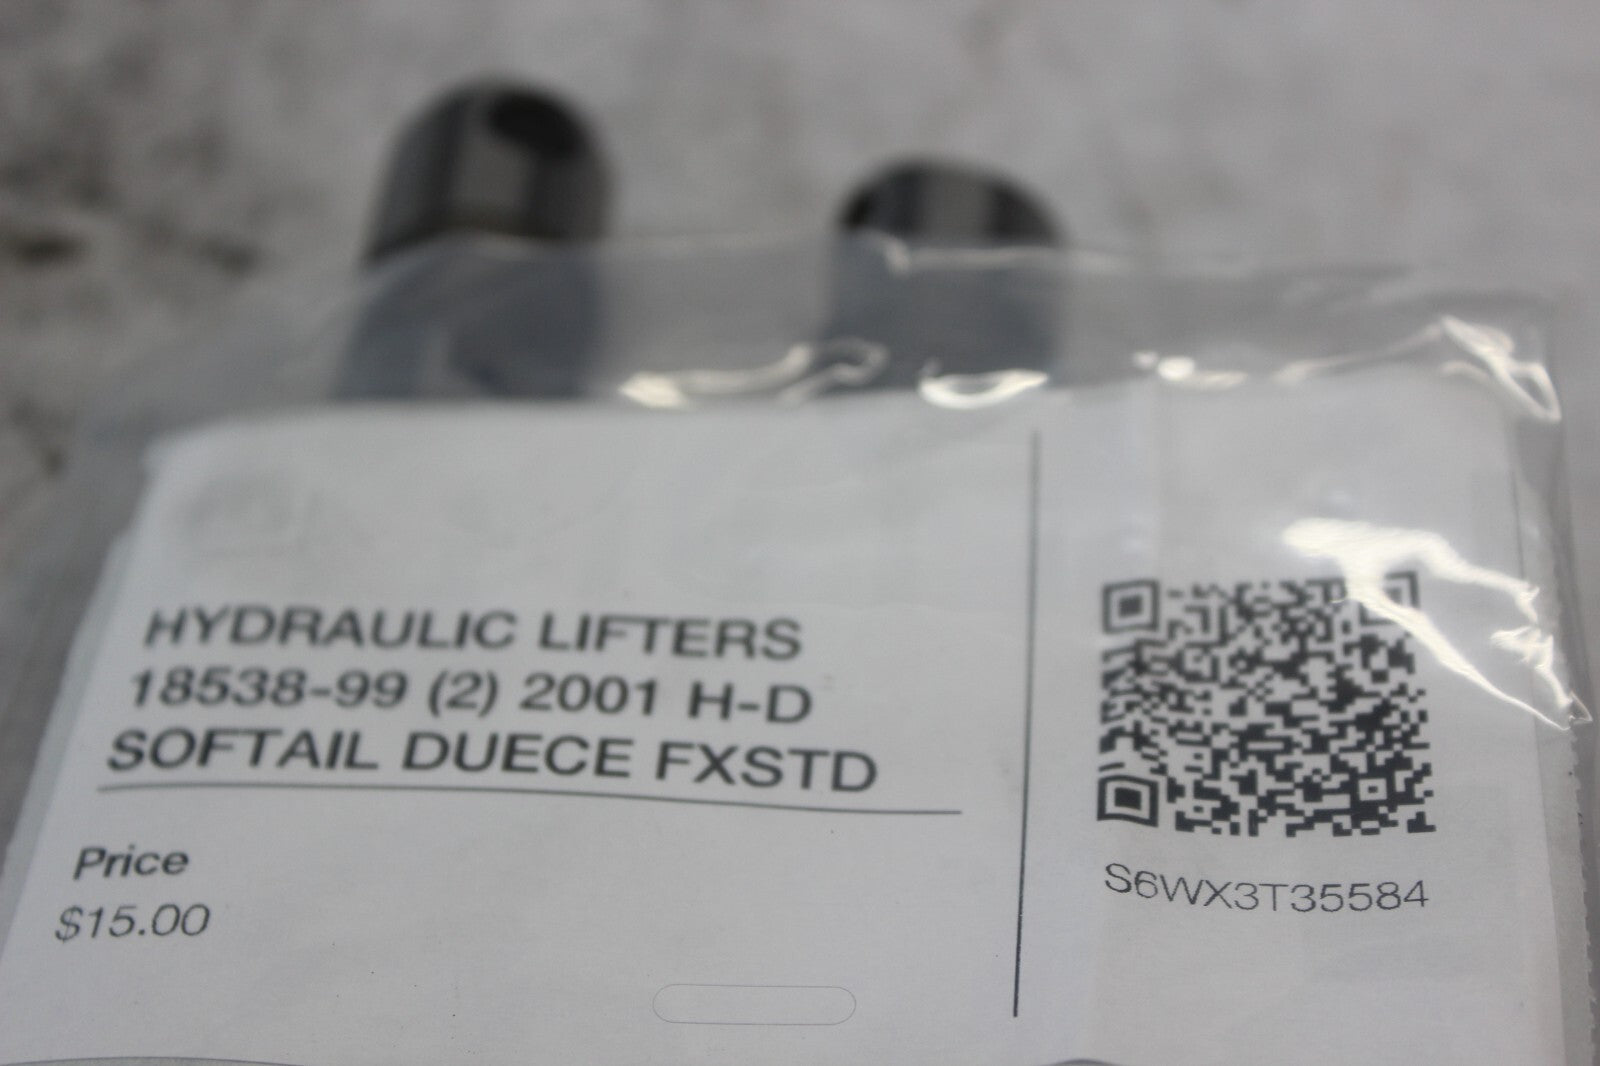 HYDRAULIC LIFTERS
18538-99 (2) 2001 H-D
SOFTAIL DUECE FXSTD
Price
$15.00
S6WX3T35584